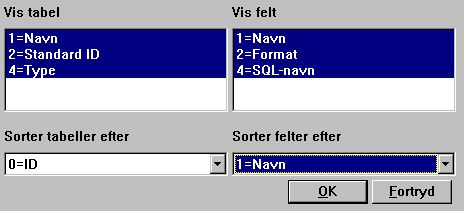 Vis tabel
1=Navn
2=Standard ID
4=Type
Vis felt
1=Navn
2=Format
4=SQL-navn
Sorter tabeller efter
0=ID
Sorter felter efter
1=Navn
OK
Fortryd